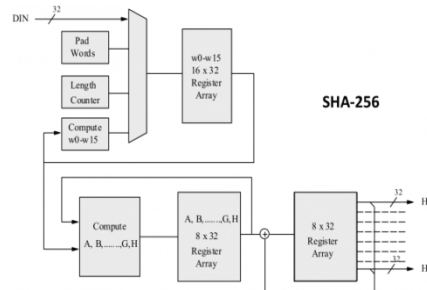 DIN
32
Pad
Words
Length
Counter
Compute
w0-w15
w0-w15
16 x 32
Register
Array
SHA-256
Compute
A, B,.......,G,H
A, B,.......,G,H
8 x 32
Register
Array
8 x 32
Register
Array
32
H
32
H